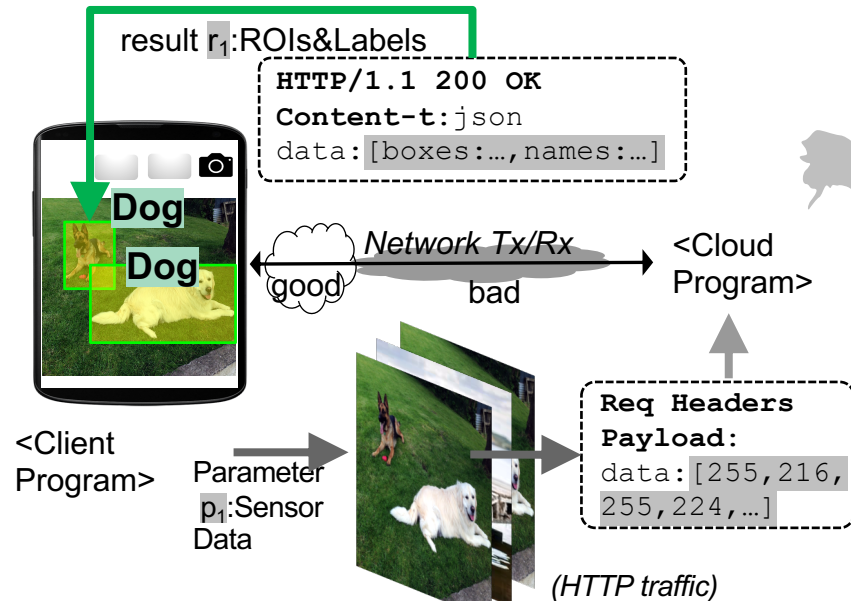 result r₁:ROIs&Labels
HTTP/1.1 200 OK
Content-t:json
data:[boxes:…,names:…]
Dog
Dog
Network Tx/Rx
good
bad
<Cloud
Program>
<Client
Program>
Parameter
p₁:Sensor
Data
Req Headers
Payload:
data:[255,216,
255,224,…]
(HTTP traffic)